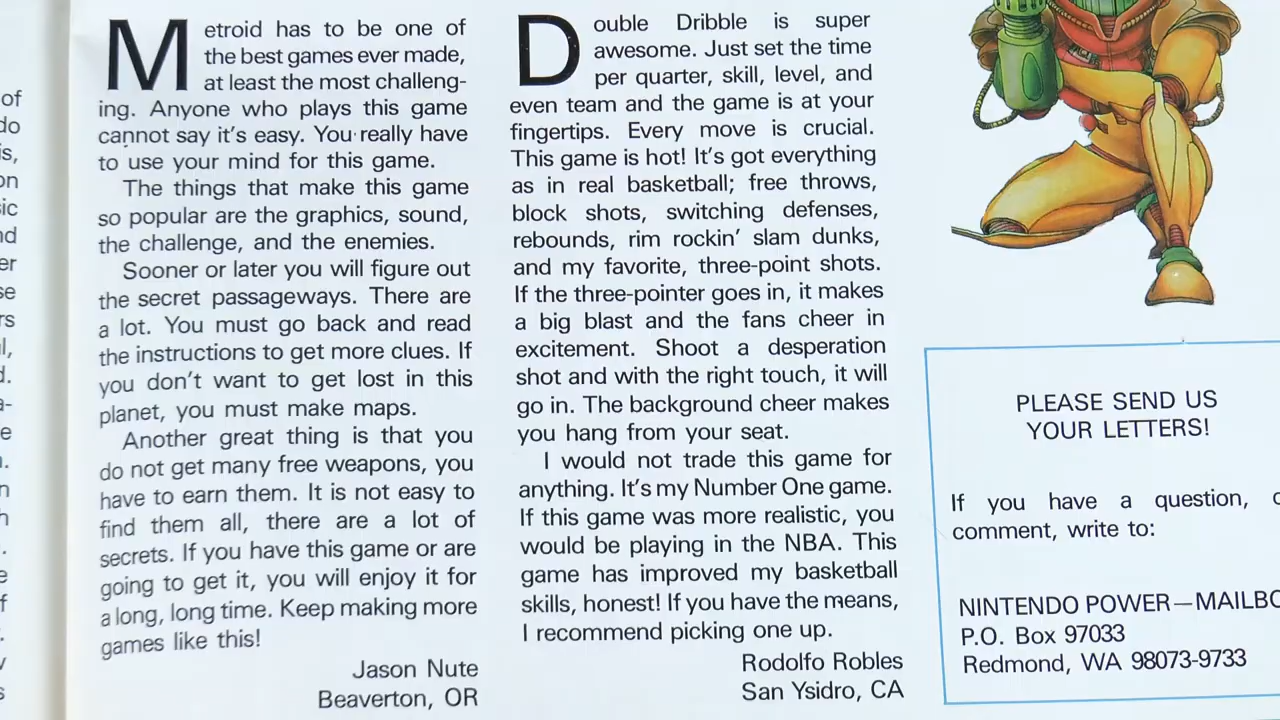 of
do
is,
on
sic
nd
er
se
rs
l,
d.
a-
e
n
h
e
f
y
s
Metroid has to be one of
the best games ever made,
at least the most challeng-
ing. Anyone who plays this game
cannot say it's easy. You really have
to use your mind for this game.
The things that make this game
so popular are the graphics, sound,
the challenge, and the enemies.
Sooner or later you will figure out
the secret passageways. There are
a lot. You must go back and read
the instructions to get more clues. If
you don't want to get lost in this
planet, you must make maps.
Another great thing is that you
do not get many free weapons, you
have to earn them. It is not easy to
find them all, there are a lot of
secrets. If you have this game or are
going to get it, you will enjoy it for
a long, long time. Keep making more
games like this!
Jason Nute
Beaverton, OR
Double Dribble is super
awesome. Just set the time
per quarter, skill, level, and
even team and the game is at your
fingertips. Every move is crucial.
This game is hot! It's got everything
as in real basketball; free throws,
block shots, switching defenses,
rebounds, rim rockin' slam dunks,
and my favorite, three-point shots.
If the three-pointer goes in, it makes
a big blast and the fans cheer in
excitement. Shoot a desperation
shot and with the right touch, it will
go in. The background cheer makes
you hang from your seat.
I would not trade this game for
anything. It's my Number One game.
If this game was more realistic, you
would be playing in the NBA. This
game has improved my basketball
skills, honest! If you have the means,
I recommend picking one up.
Rodolfo Robles
San Ysidro, CA
PLEASE SEND US
YOUR LETTERS!
If you have a question,
comment, write to:
NINTENDO POWER—MAILBO
P.O. Box 97033
Redmond, WA 98073-9733